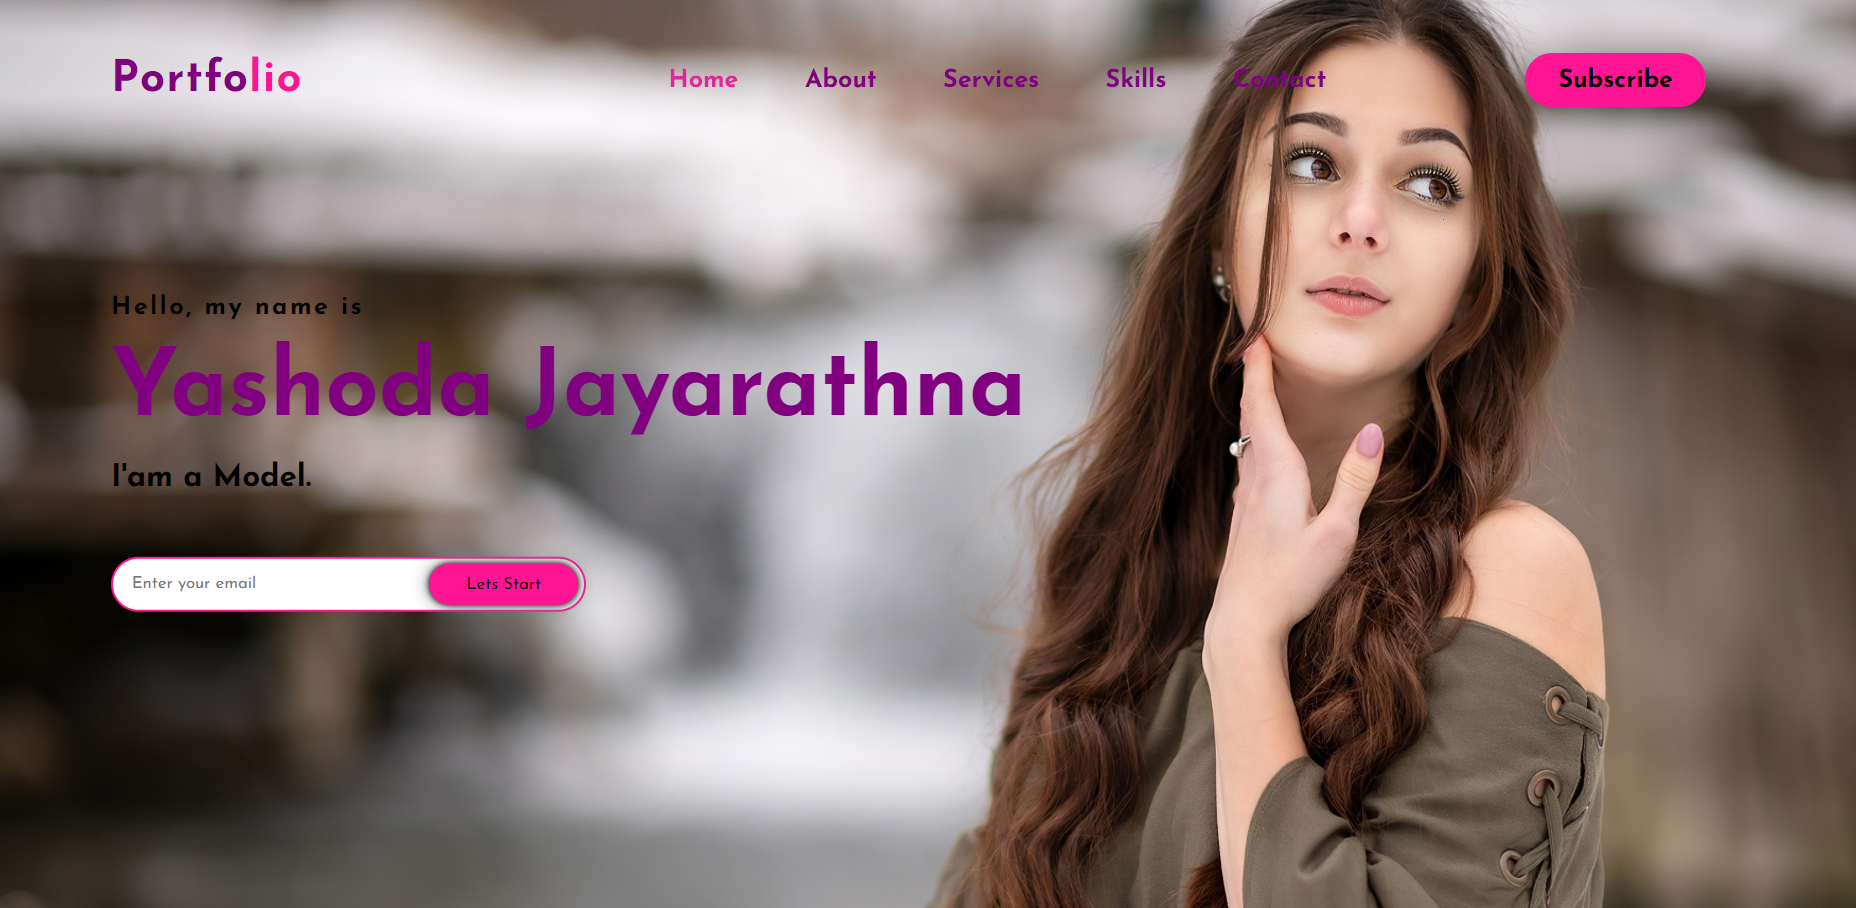 Portfolio
Home About Services Skills Contact
Subscribe
Hello, my name is
Yashoda Jayarathna
I'am a Model.
Enter your email
Lets Start